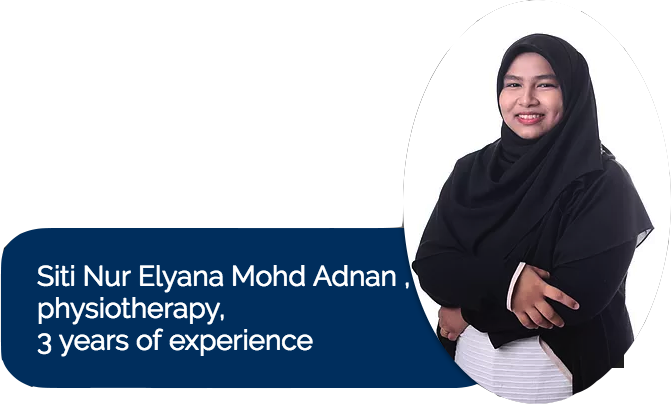 Siti Nur Elyana Mohd Adnan ,
physiotherapy,
3 years of experience